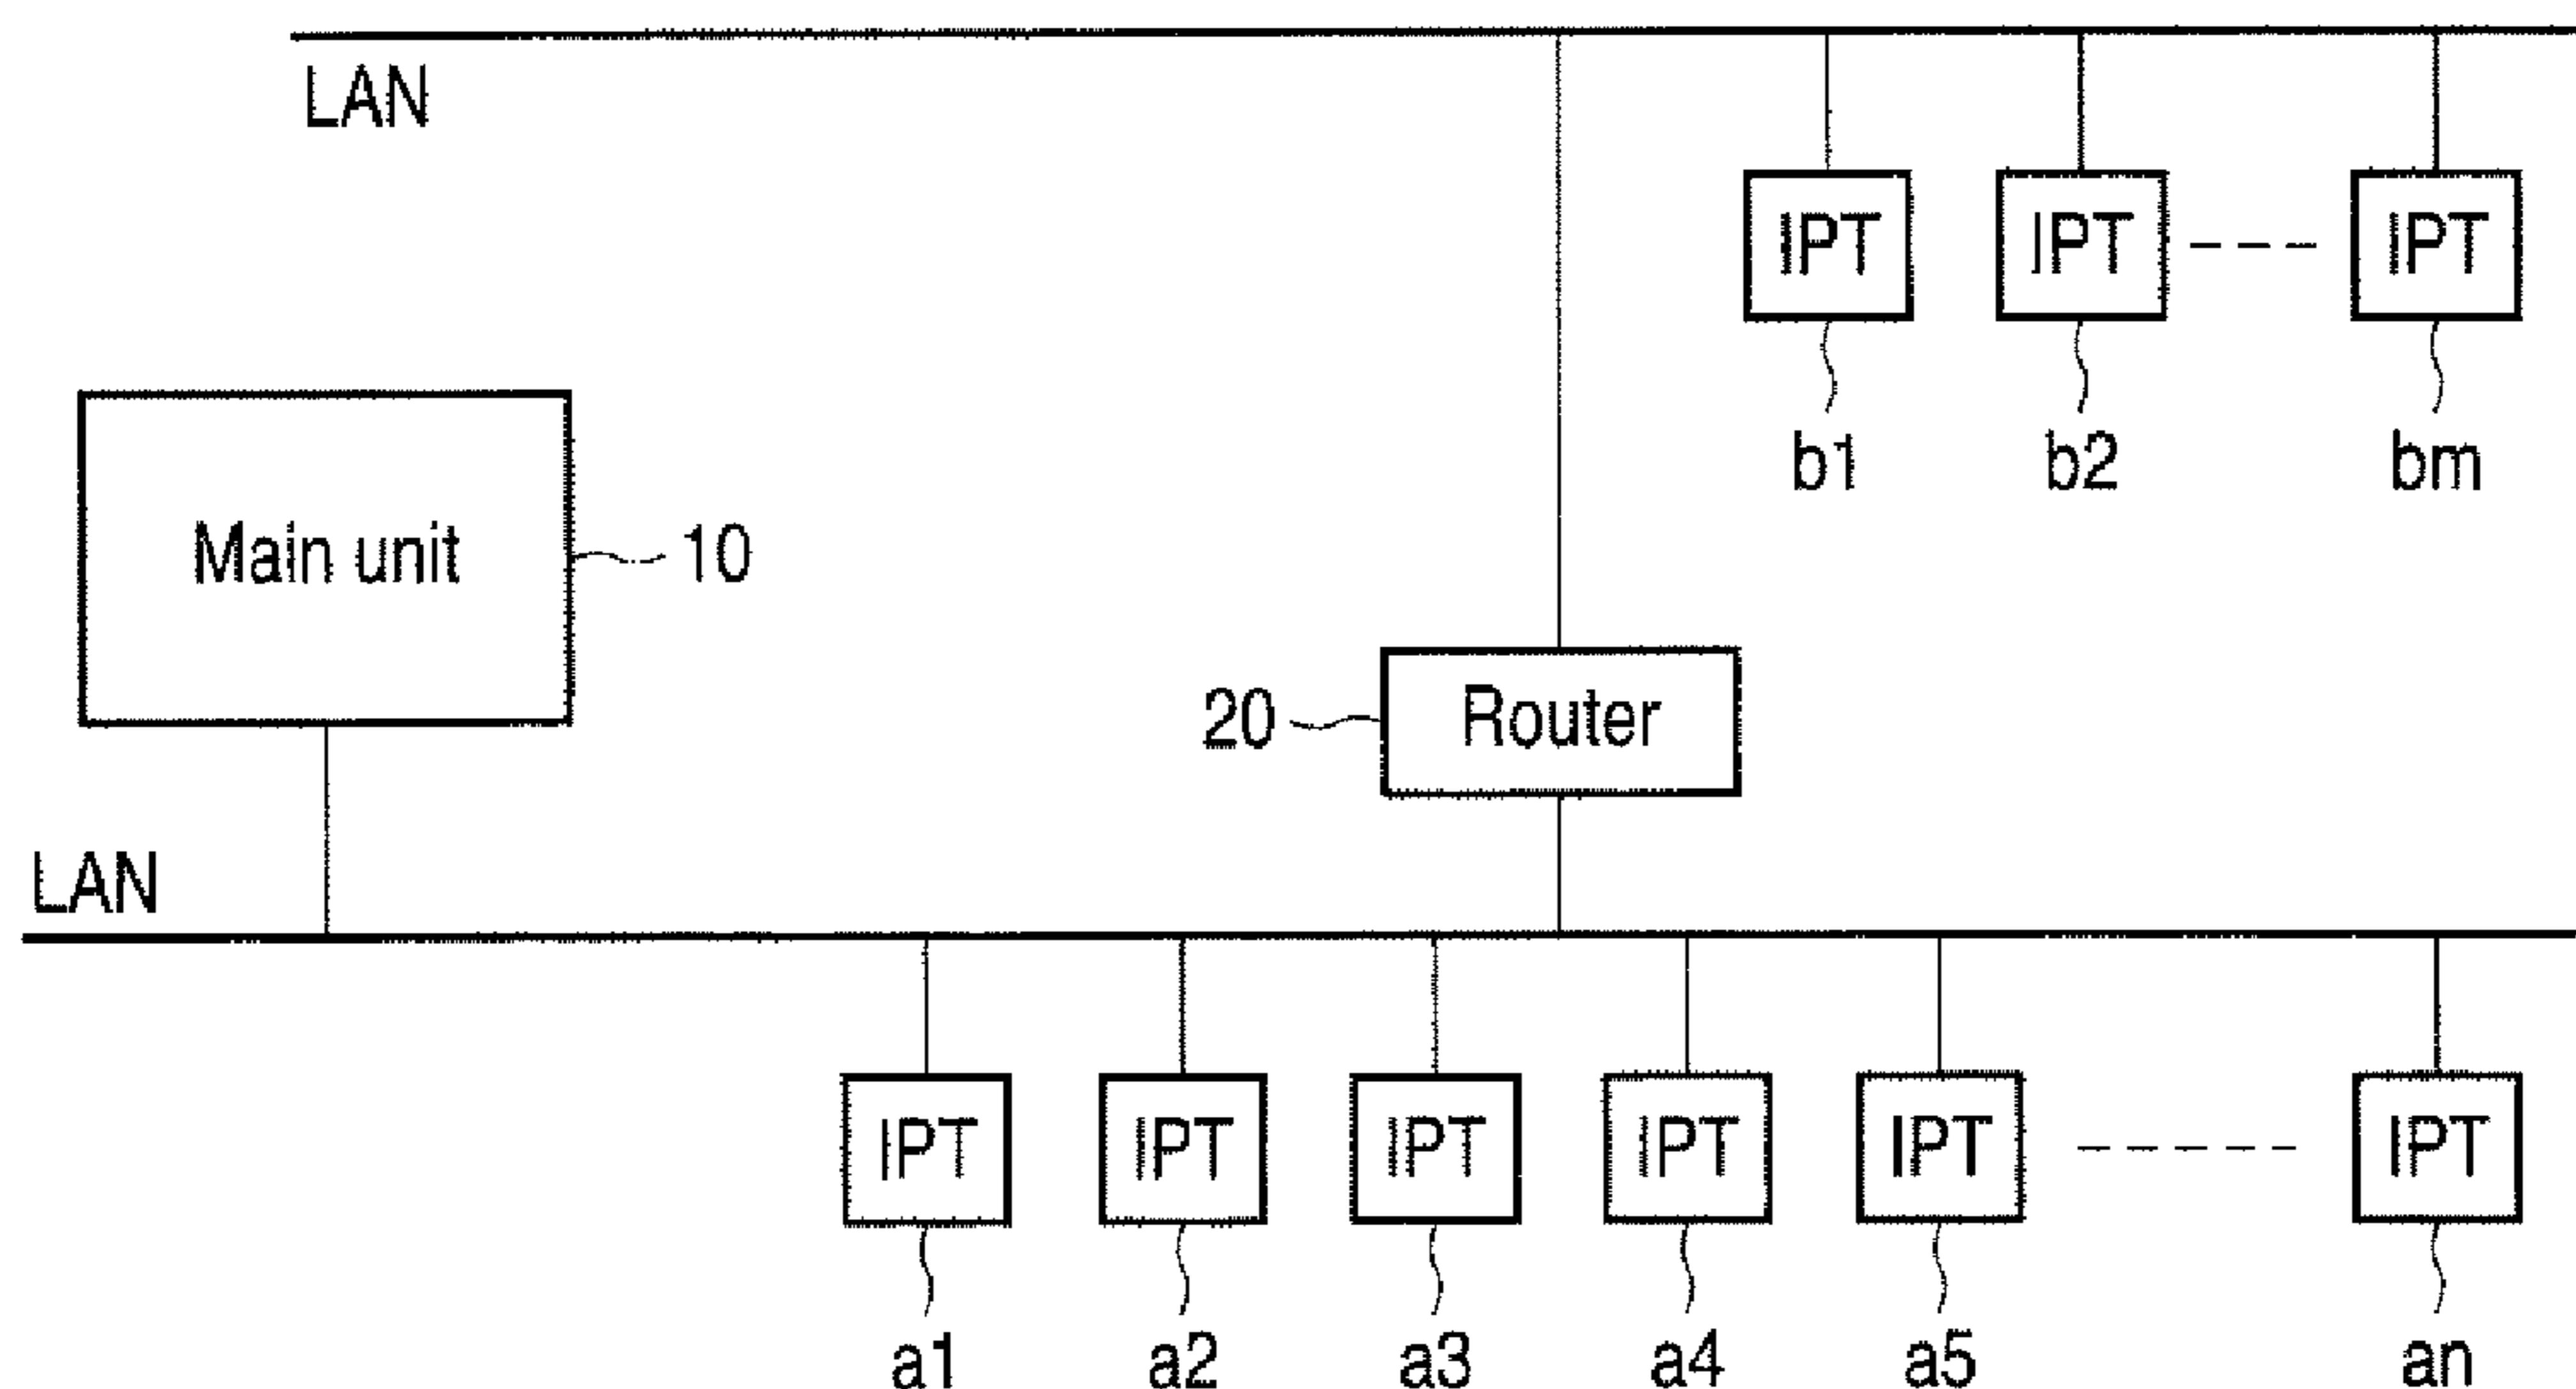 LAN
IPT IPT IPT
b1 b2 bm
Main unit 10
20 Router
LAN
IPT IPT IPT IPT IPT IPT
a1 a2 a3 a4 a5 an